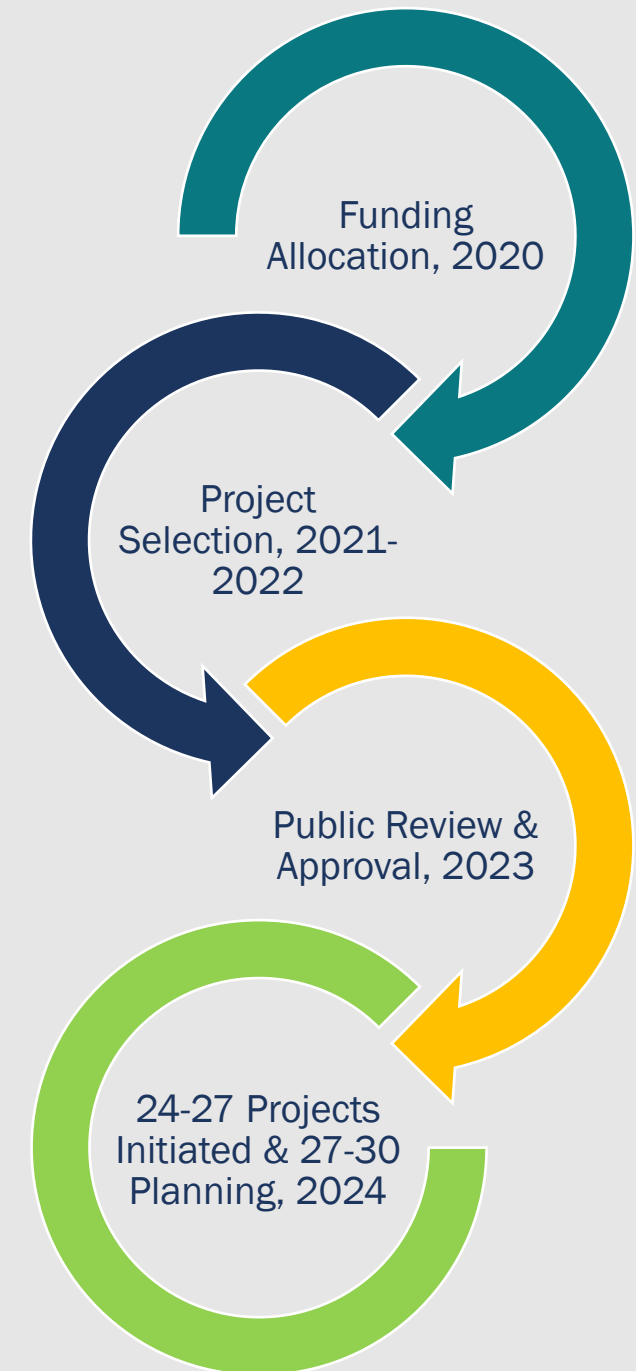 Funding
Allocation, 2020
Project
Selection, 2021-
2022
Public Review &
Approval, 2023
24-27 Projects
Initiated & 27-30
Planning, 2024